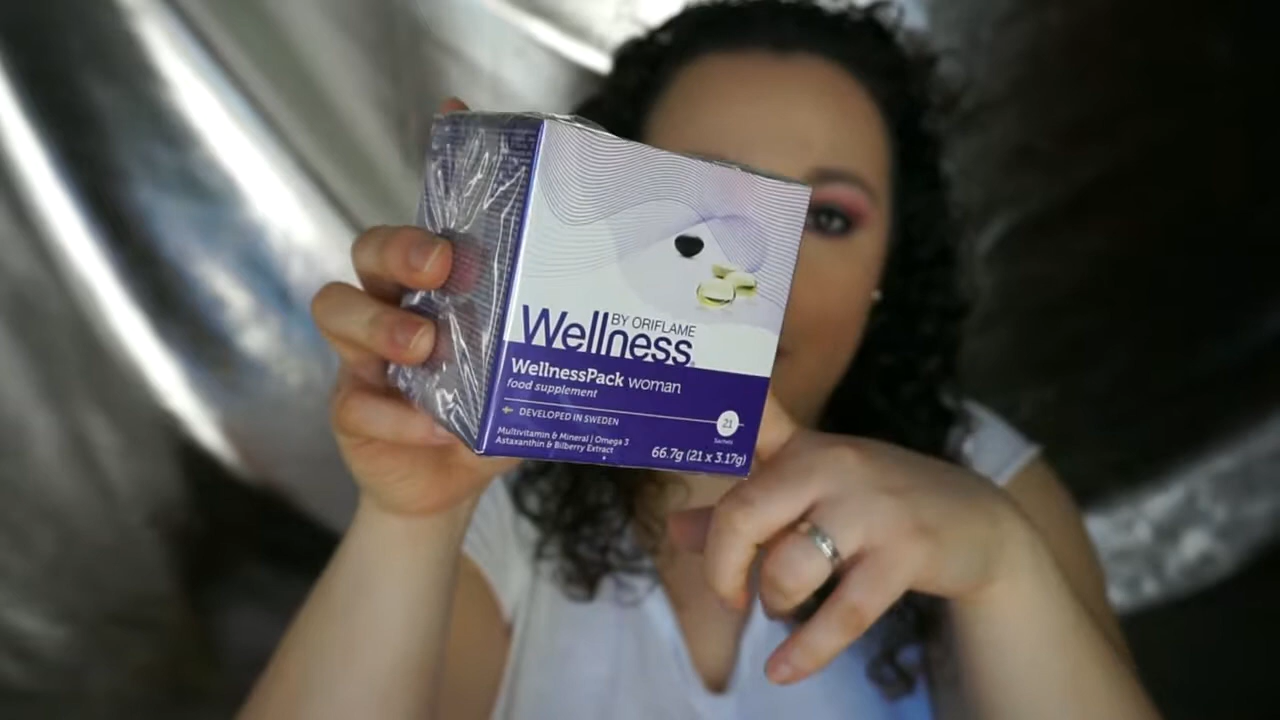 BY ORIFLAME
Wellness
WellnessPack woman
food supplement
DEVELOPED IN SWEDEN
21
Sachets
Multivitamin & Mineral | Omega 3
Astaxanthin & Bilberry Extract
66.7g (21 x 3.17g)